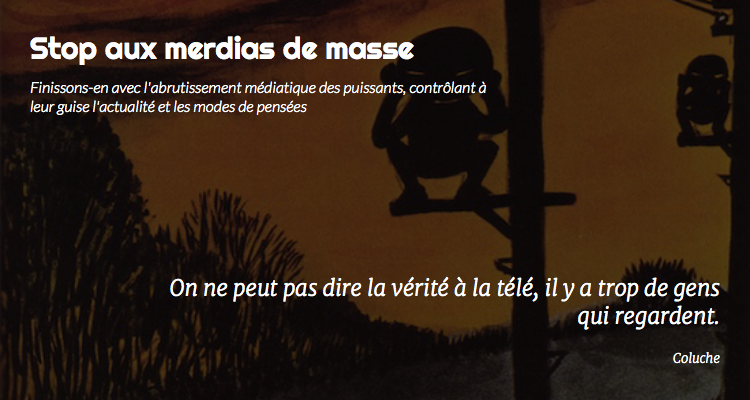 Stop aux merdias de masse
Finissons-en avec l'abrutissement médiatique des puissants, contrôlant à
leur guise l'actualité et les modes de pensées
On ne peut pas dire la vérité à la télé, il y a trop de gens
qui regardent.
Coluche